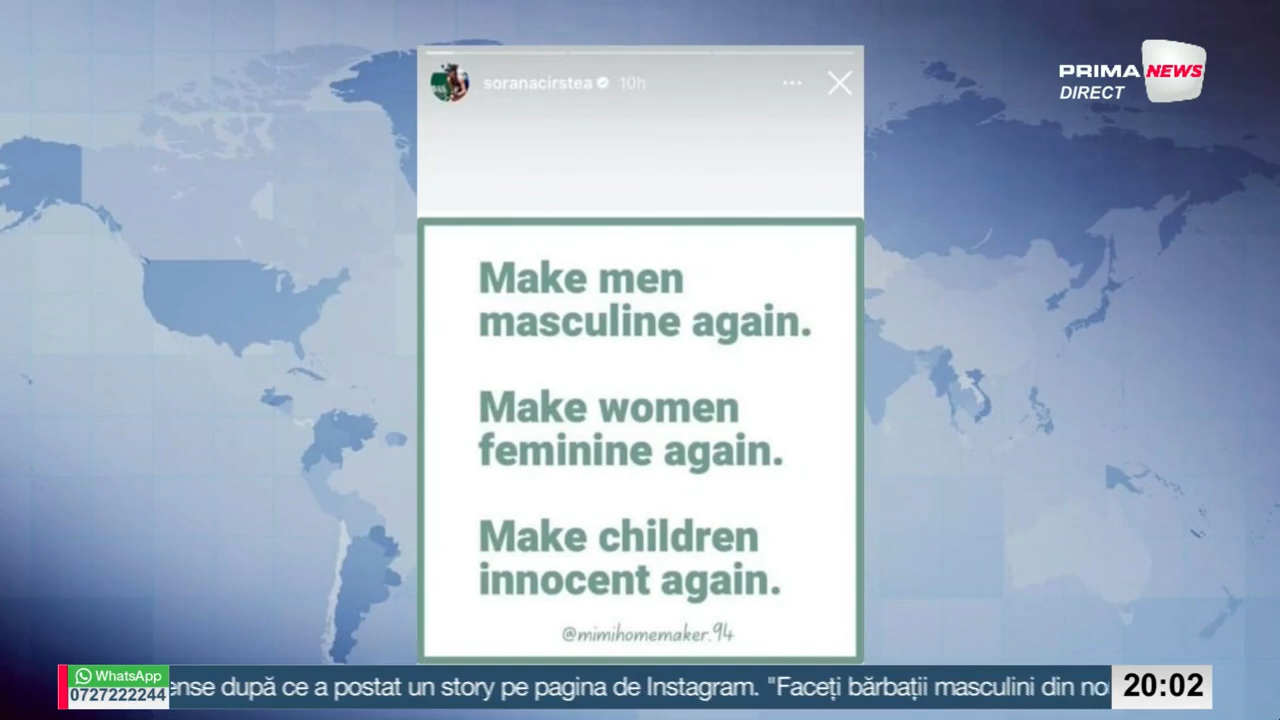 soranacirstea 10h
PRIMA NEWS
DIRECT
Make men
masculine again.
Make women
feminine again.
Make children
innocent again.
@mimihomemaker.94
WhatsApp
0727222244
ense după ce a postat un story pe pagina de Instagram. "Faceți bărbații masculini din no
20:02